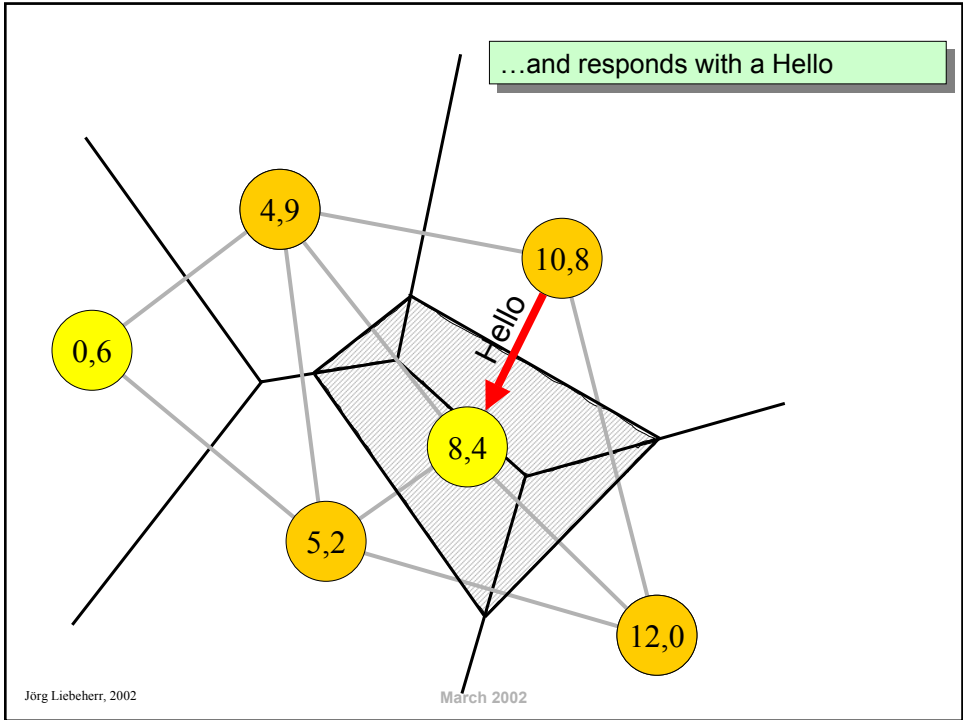 …and responds with a Hello
4,9
10,8
Hello
0,6
8,4
5,2
12,0
Jörg Liebeherr, 2002
March 2002